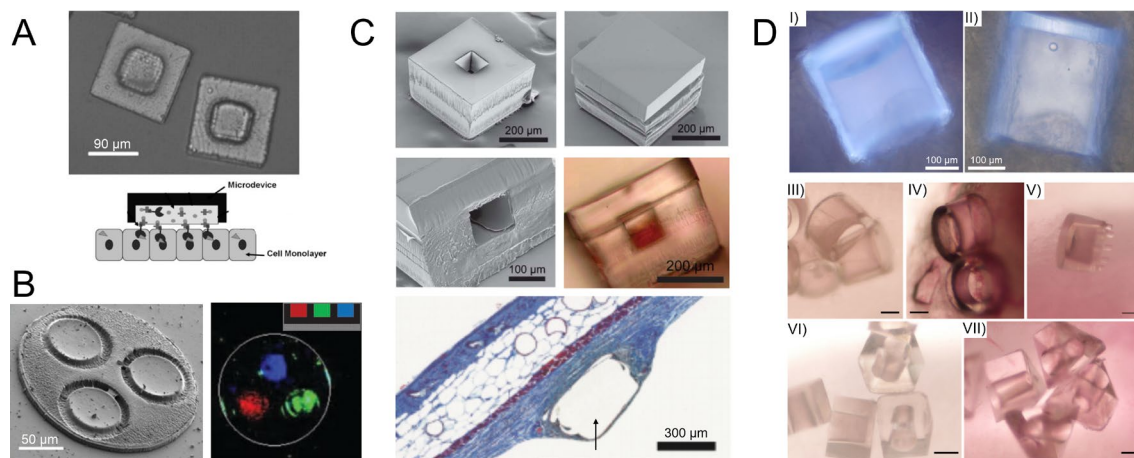 A
90 μm
Microdevice
Cell Monolayer
B
50 μm
C
200 μm
200 μm
100 μm
200 μm
300 μm
D
I)
II)
100 μm
100 μm
III)
IV)
V)
VI)
VII)